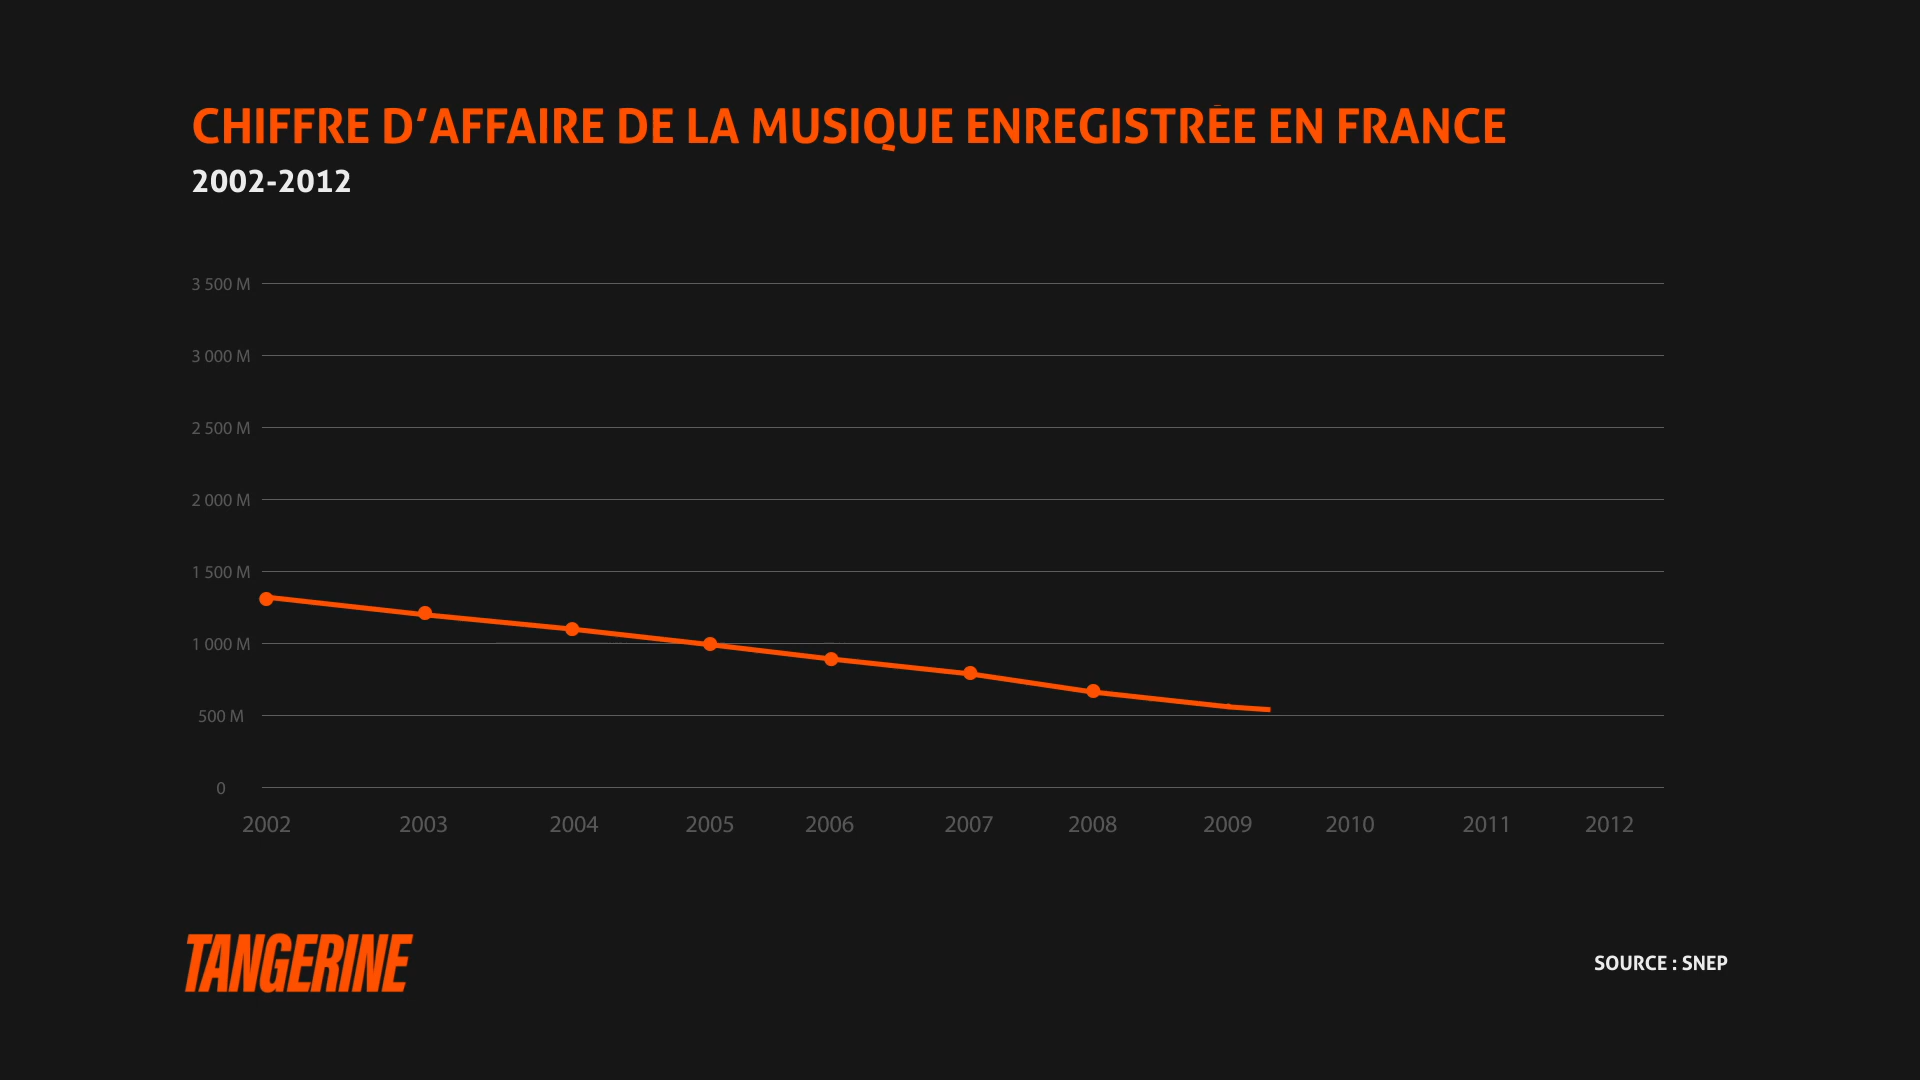 CHIFFRE D’AFFAIRE DE LA MUSIQUE ENREGISTRÉE EN FRANCE
2002-2012
3 500 M
3 000 M
2 500 M
2 000 M
1 500 M
1 000 M
500 M
0
2002 2003 2004 2005 2006 2007 2008 2009 2010 2011 2012
TANGERINE
SOURCE : SNEP